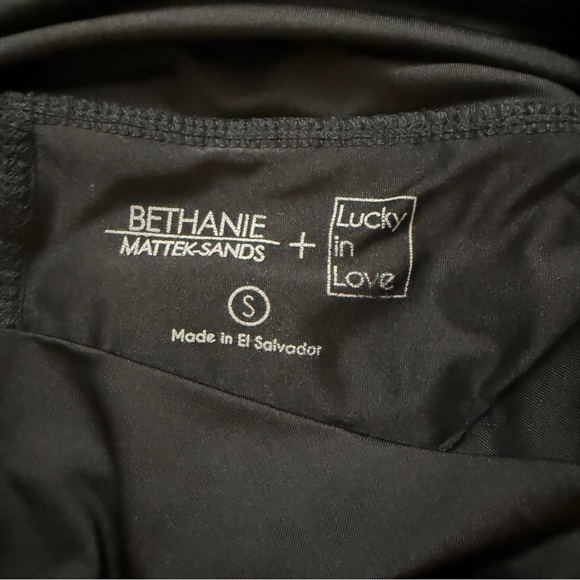 BETHANIE
MATTEK-SANDS
+
Lucky
in
Love
S
Made in El Salvador